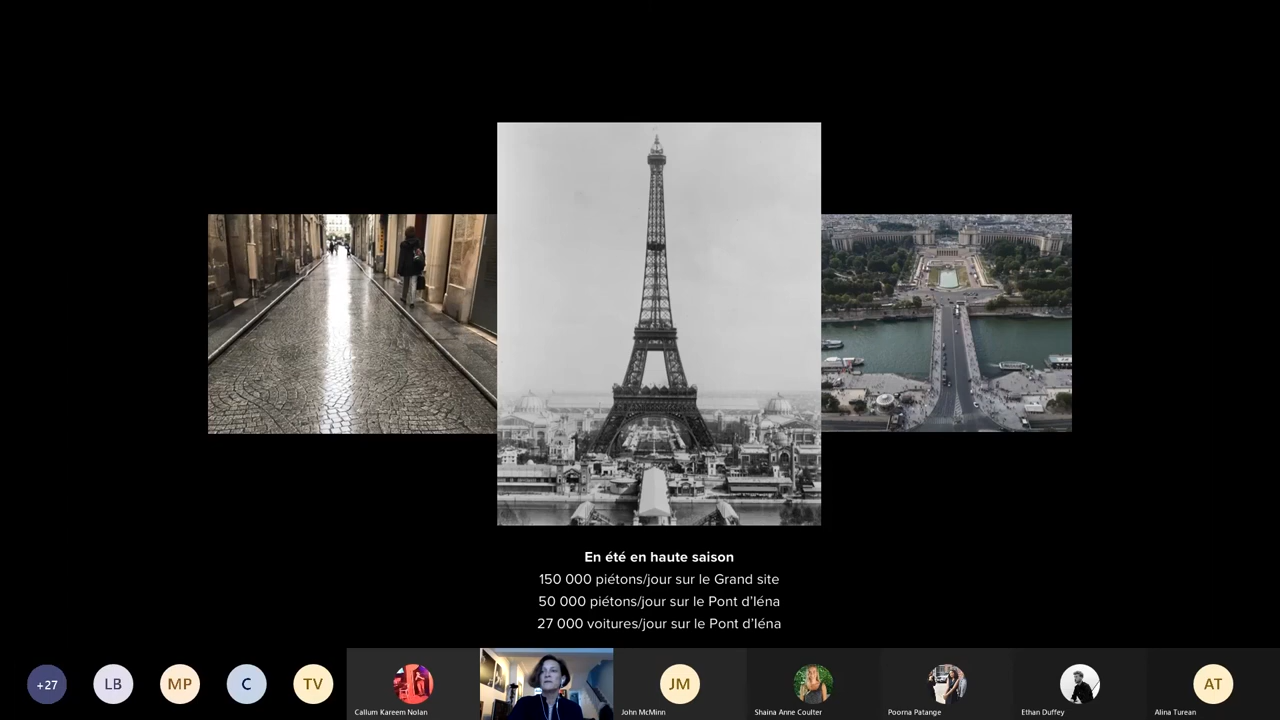 En été en haute saison
150 000 piétons/jour sur le Grand site
50 000 piétons/jour sur le Pont d'Iéna
27 000 voitures/jour sur le Pont d'Iéna
+27
LB
MP
C
TV
Callum Kareem Nolan
JM
John McMinn
Shaina Anne Coulter
Poorna Patange
Ethan Duffey
AT
Alina Turean